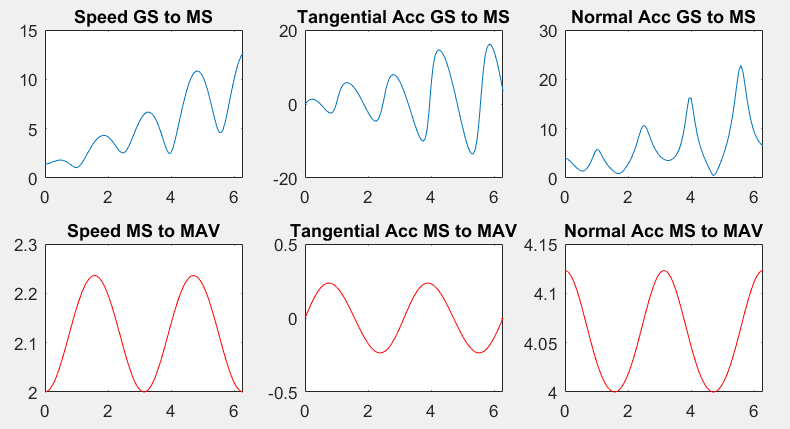 Speed GS to MS
Tangential Acc GS to MS
Normal Acc GS to MS
15
10
5
0
0 2 4 6
20
0
-20
0 2 4 6
30
20
10
0
0 2 4 6
Speed MS to MAV
Tangential Acc MS to MAV
Normal Acc MS to MAV
2.3
2.2
2.1
2
0 2 4 6
0.5
0
-0.5
0 2 4 6
4.15
4.1
4.05
4
0 2 4 6